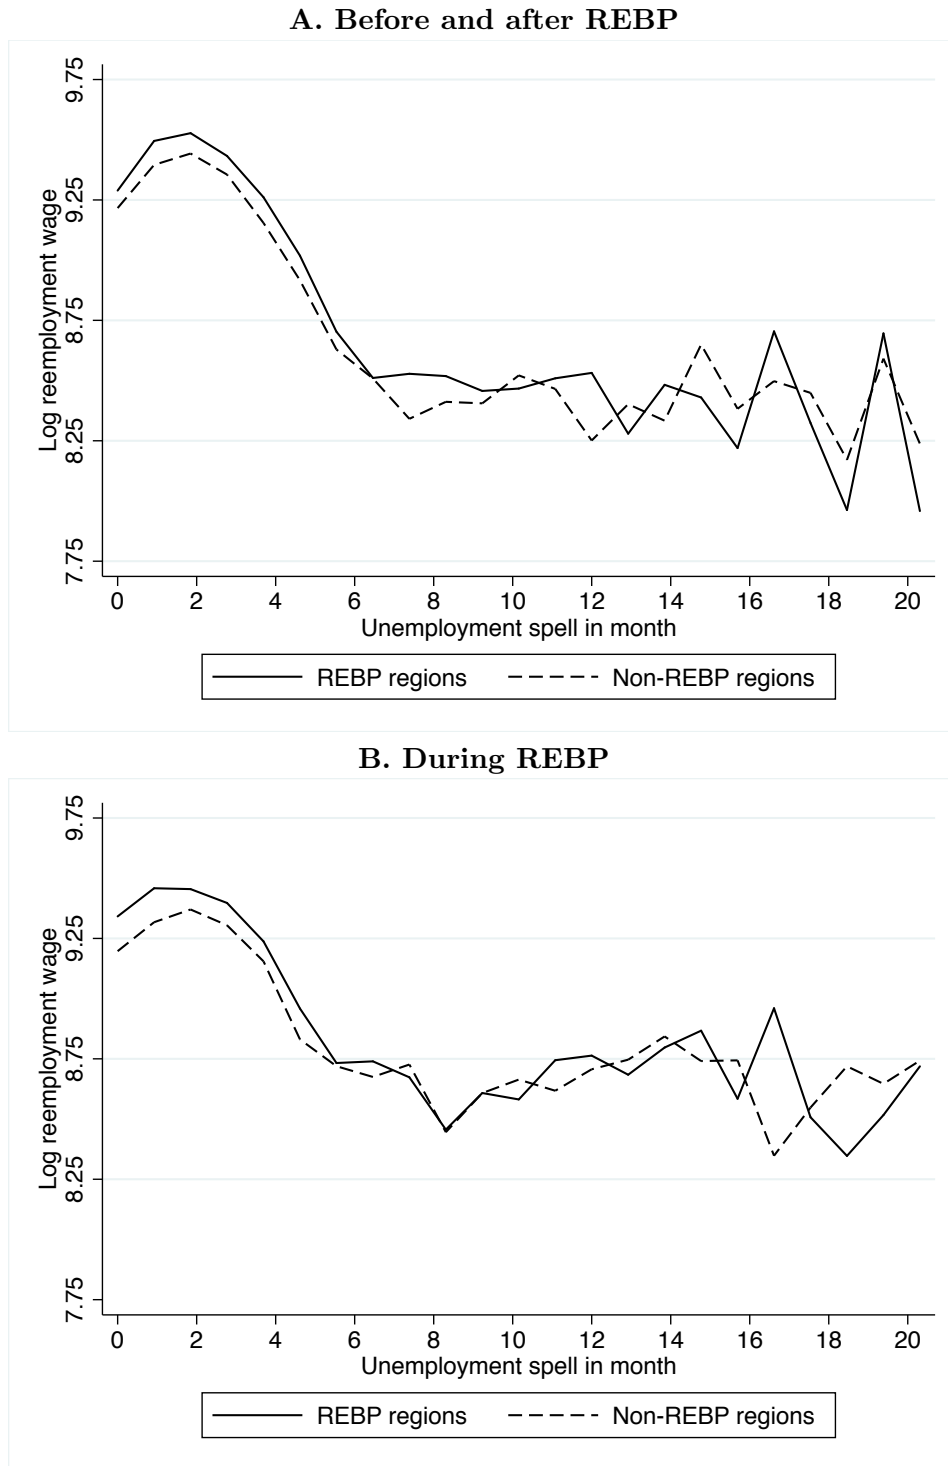 A. Before and after REBP
Log reemployment wage
9.75
9.25
8.75
8.25
7.75
0 2 4 6 8 10 12 14 16 18 20
Unemployment spell in month
REBP regions Non-REBP regions
B. During REBP
Log reemployment wage
9.75
9.25
8.75
8.25
7.75
0 2 4 6 8 10 12 14 16 18 20
Unemployment spell in month
REBP regions Non-REBP regions